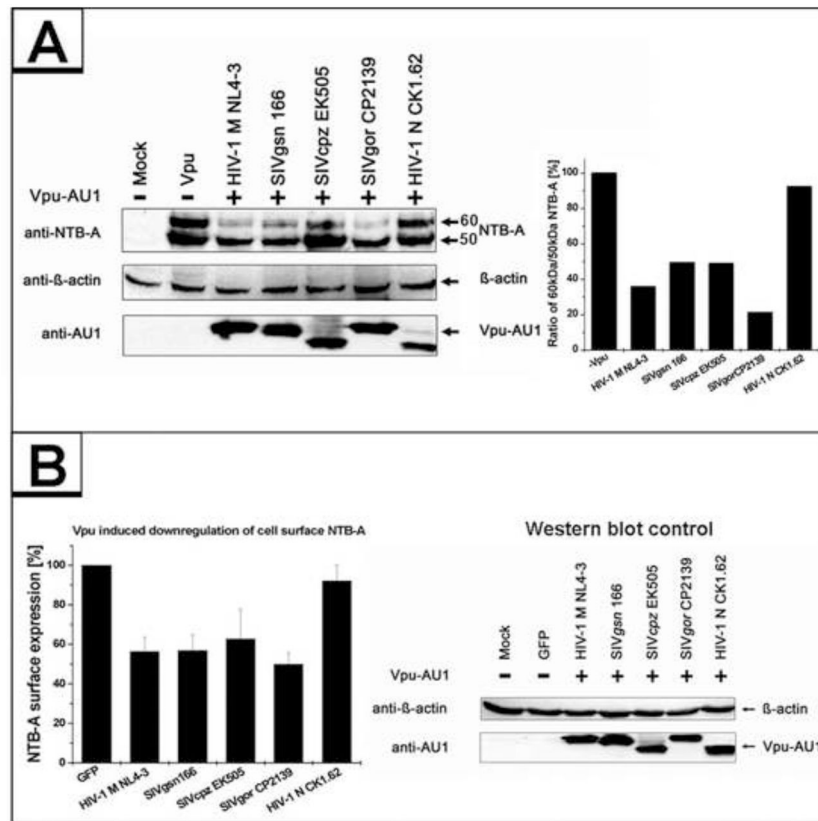 A
Mock
Vpu
HIV-1 M NL4-3
SIVgsn 166
SIVcpz EK505
SIVgor CP2139
HIV-1 N CK1.62
Vpu-AU1 - - + + + + +
anti-NTB-A
60
50
NTB-A
anti-ß-actin
ß-actin
anti-AU1
Vpu-AU1
Ratio of 60kDa/50kDa NTB-A [%]
100
80
60
40
20
0
-Vpu
HIV-1 M NL4-3
SIVgsn 166
SIVcpz EK505
SIVgorCP2139
HIV-1 N CK1.62
B
Vpu induced downregulation of cell surface NTB-A
NTB-A surface expression [%]
100
80
60
40
20
0
GFP
HIV-1 M NL4-3
SIVgsn166
SIVcpz EK505
SIVgor CP2139
HIV-1 N CK1.62
Western blot control
Mock
GFP
HIV-1 M NL4-3
SIVgsn 166
SIVcpz EK505
SIVgor CP2139
HIV-1 N CK1.62
Vpu-AU1 - - + + + + +
anti-ß-actin
ß-actin
anti-AU1
Vpu-AU1